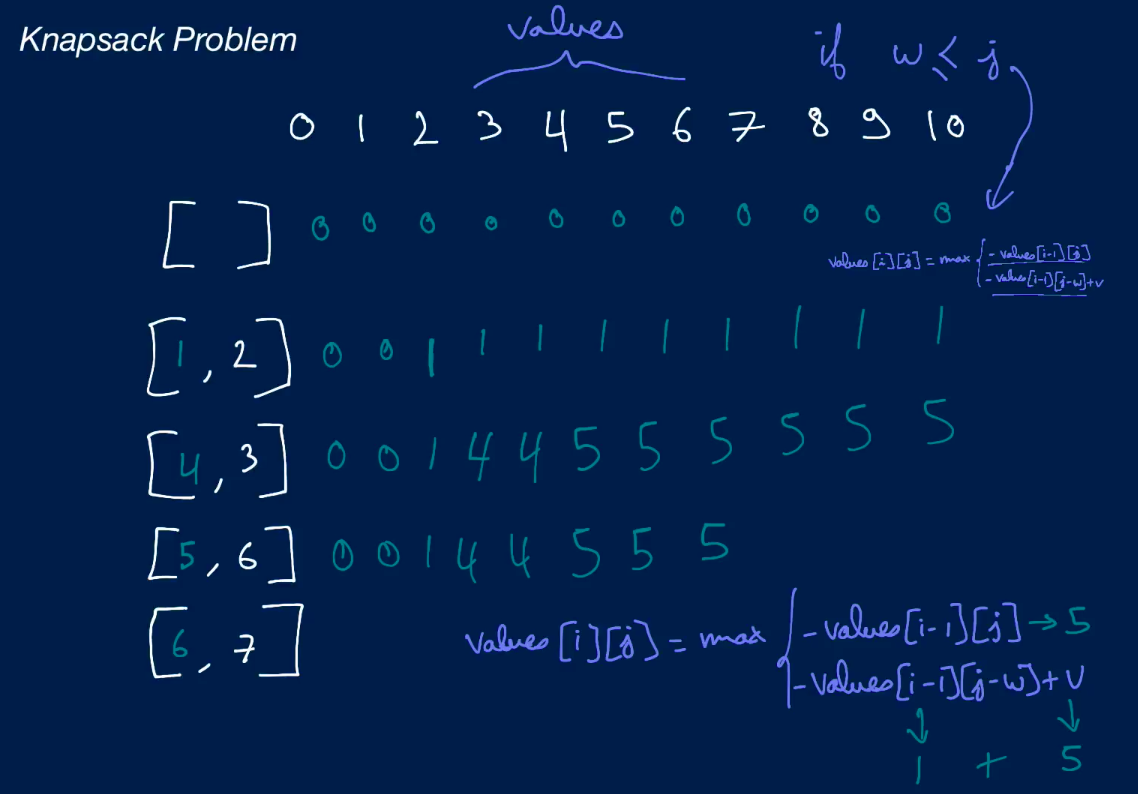 Knapsack Problem
values
if w ≤ j
0 1 2 3 4 5 6 7 8 9 10
[ ] 0 0 0 0 0 0 0 0 0 0 0
values[i][j] = max { - values[i-1][j]
- values[i-1][j-w]+v
[1, 2] 0 0 1 1 1 1 1 1 1 1 1
[4, 3] 0 0 1 4 4 5 5 5 5 5 5
[5, 6] 0 0 1 4 4 5 5 5
[6, 7]
values[i][j] = max { - values[i-1][j] → 5
- values[i-1][j-w]+v
1 + 5